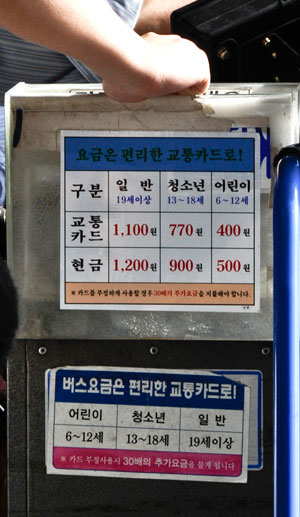 요금은 편리한 교통카드로!
구분 일 반 청소년 어린이
19세이상 13~18세 6~12세
교통카드 1,100원 770원 400원
현금 1,200원 900원 500원
※ 카드를 부정하게 사용할 경우 30배의 부가요금을 지불해야 합니다.
버스요금은 편리한 교통카드로!
어린이 청소년 일 반
6~12세 13~18세 19세이상
※ 카드 부정사용시 30배의 추가요금을 물게 됩니다